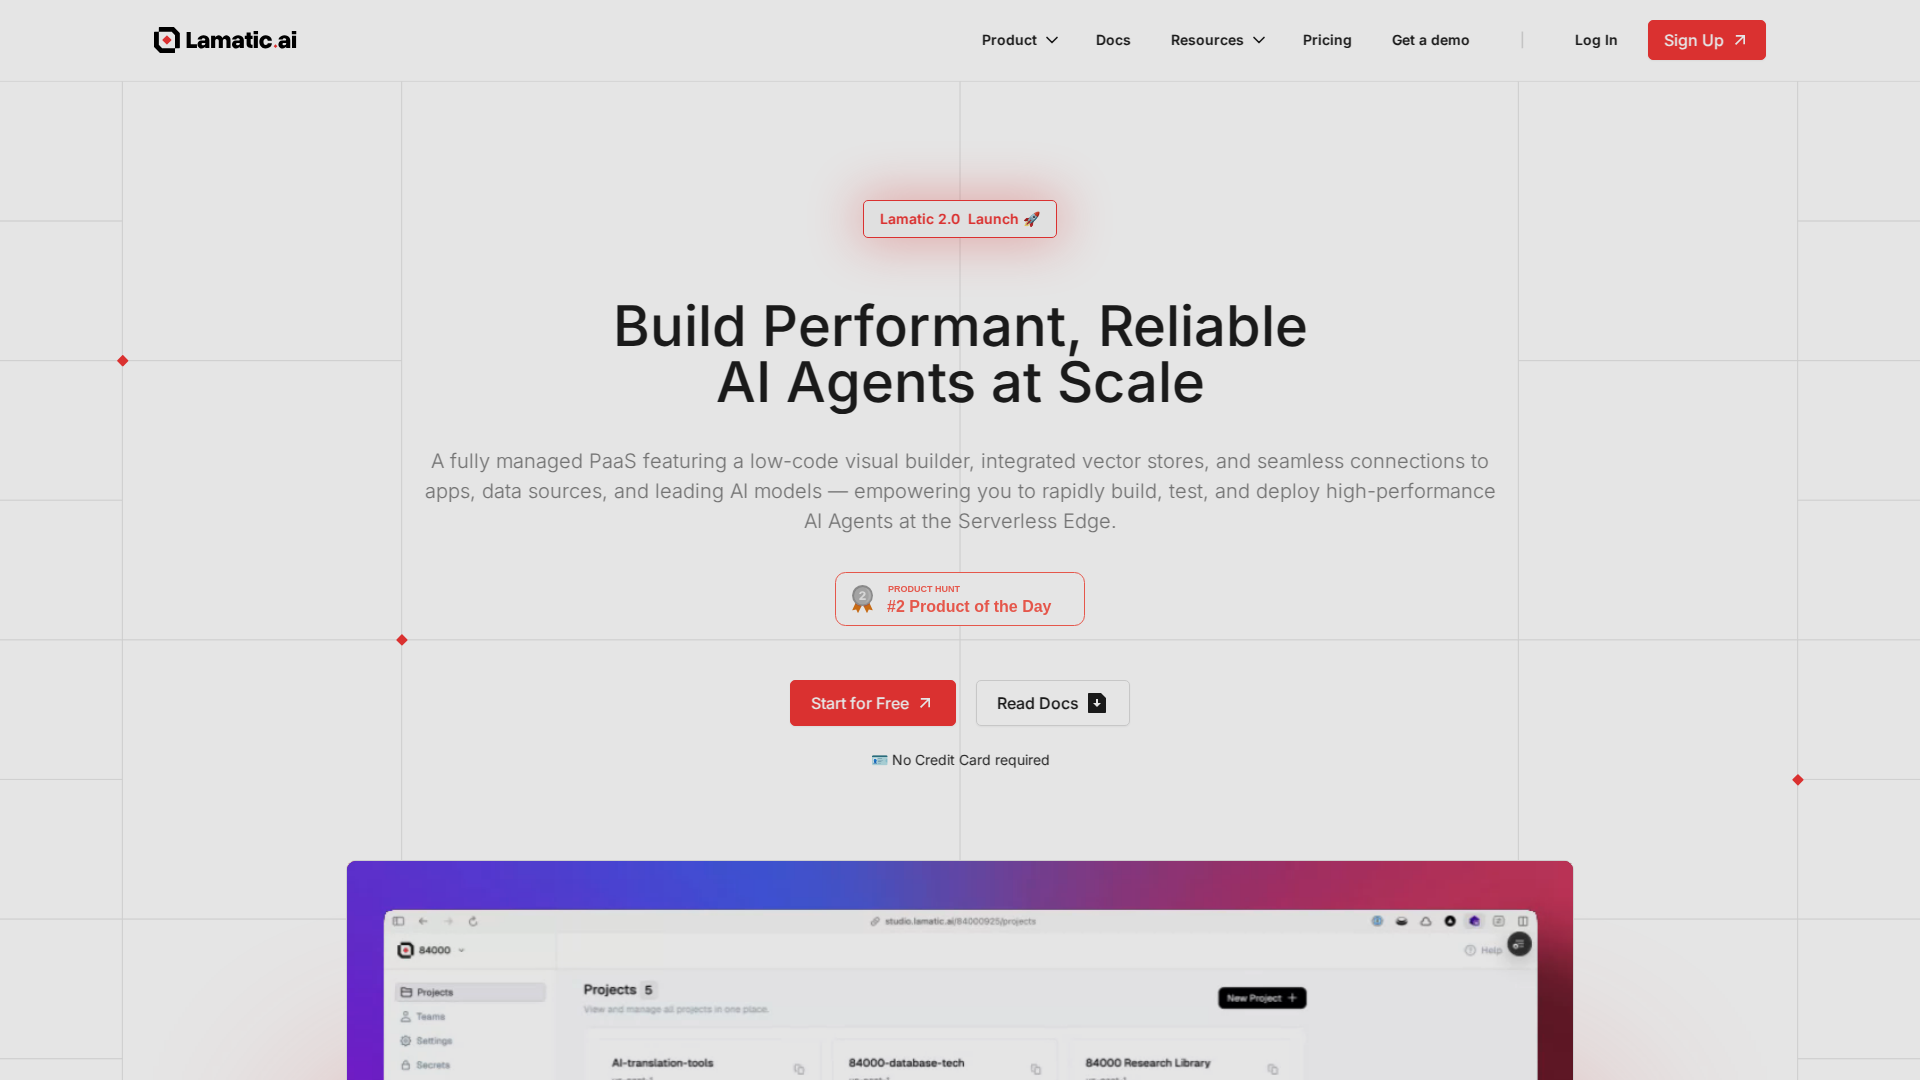 Lamatic.ai
Product
Docs
Resources
Pricing
Get a demo
Log In
Sign Up
Lamatic 2.0 Launch 🚀
Build Performant, Reliable
AI Agents at Scale
A fully managed PaaS featuring a low-code visual builder, integrated vector stores, and seamless connections to
apps, data sources, and leading AI models — empowering you to rapidly build, test, and deploy high-performance
AI Agents at the Serverless Edge.
2
PRODUCT HUNT
#2 Product of the Day
Start for Free
Read Docs
🪪 No Credit Card required
studio.lamatic.ai/84000925/projects
84000
Help
Projects
Teams
Settings
Secrets
Projects 5
View and manage all projects in one place.
New Project +
AI-translation-tools
84000-database-tech
84000 Research Library